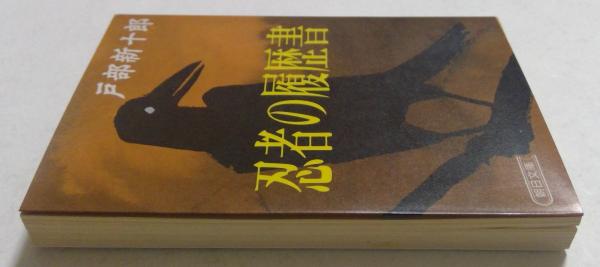 戸部新十郎
忍者の履歴書
朝日文庫